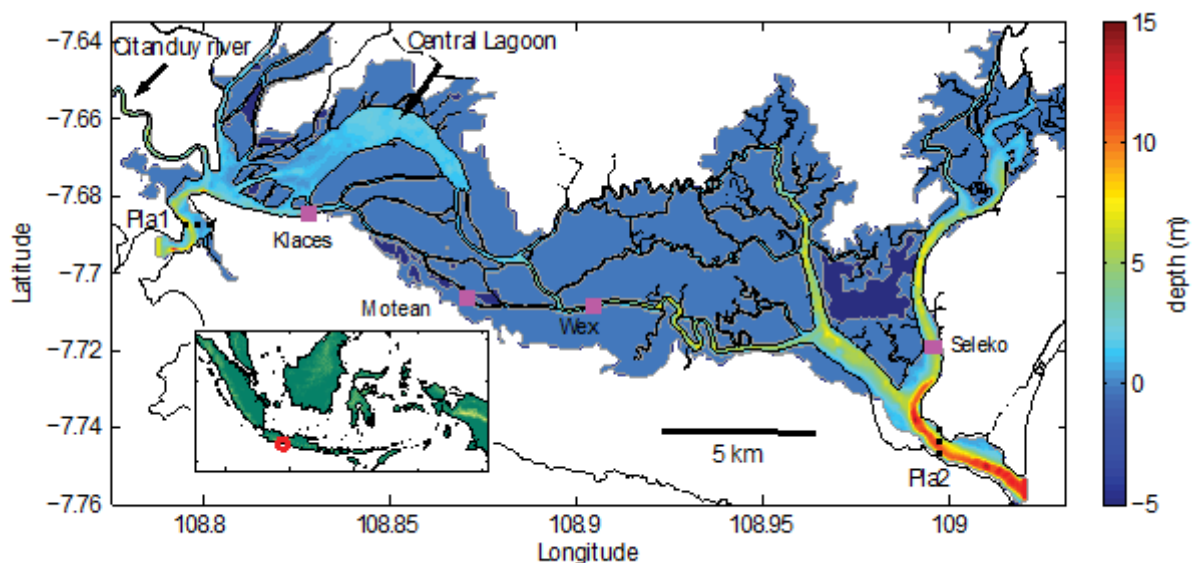 Citanduy river
Central Lagoon
Pla1
Klaces
Motean
Wex
Seleko
Pla2
5 km
−7.64
−7.66
−7.68
−7.7
−7.72
−7.74
−7.76
Latitude
108.8
108.85
108.9
108.95
109
Longitude
15
10
5
0
−5
depth (m)